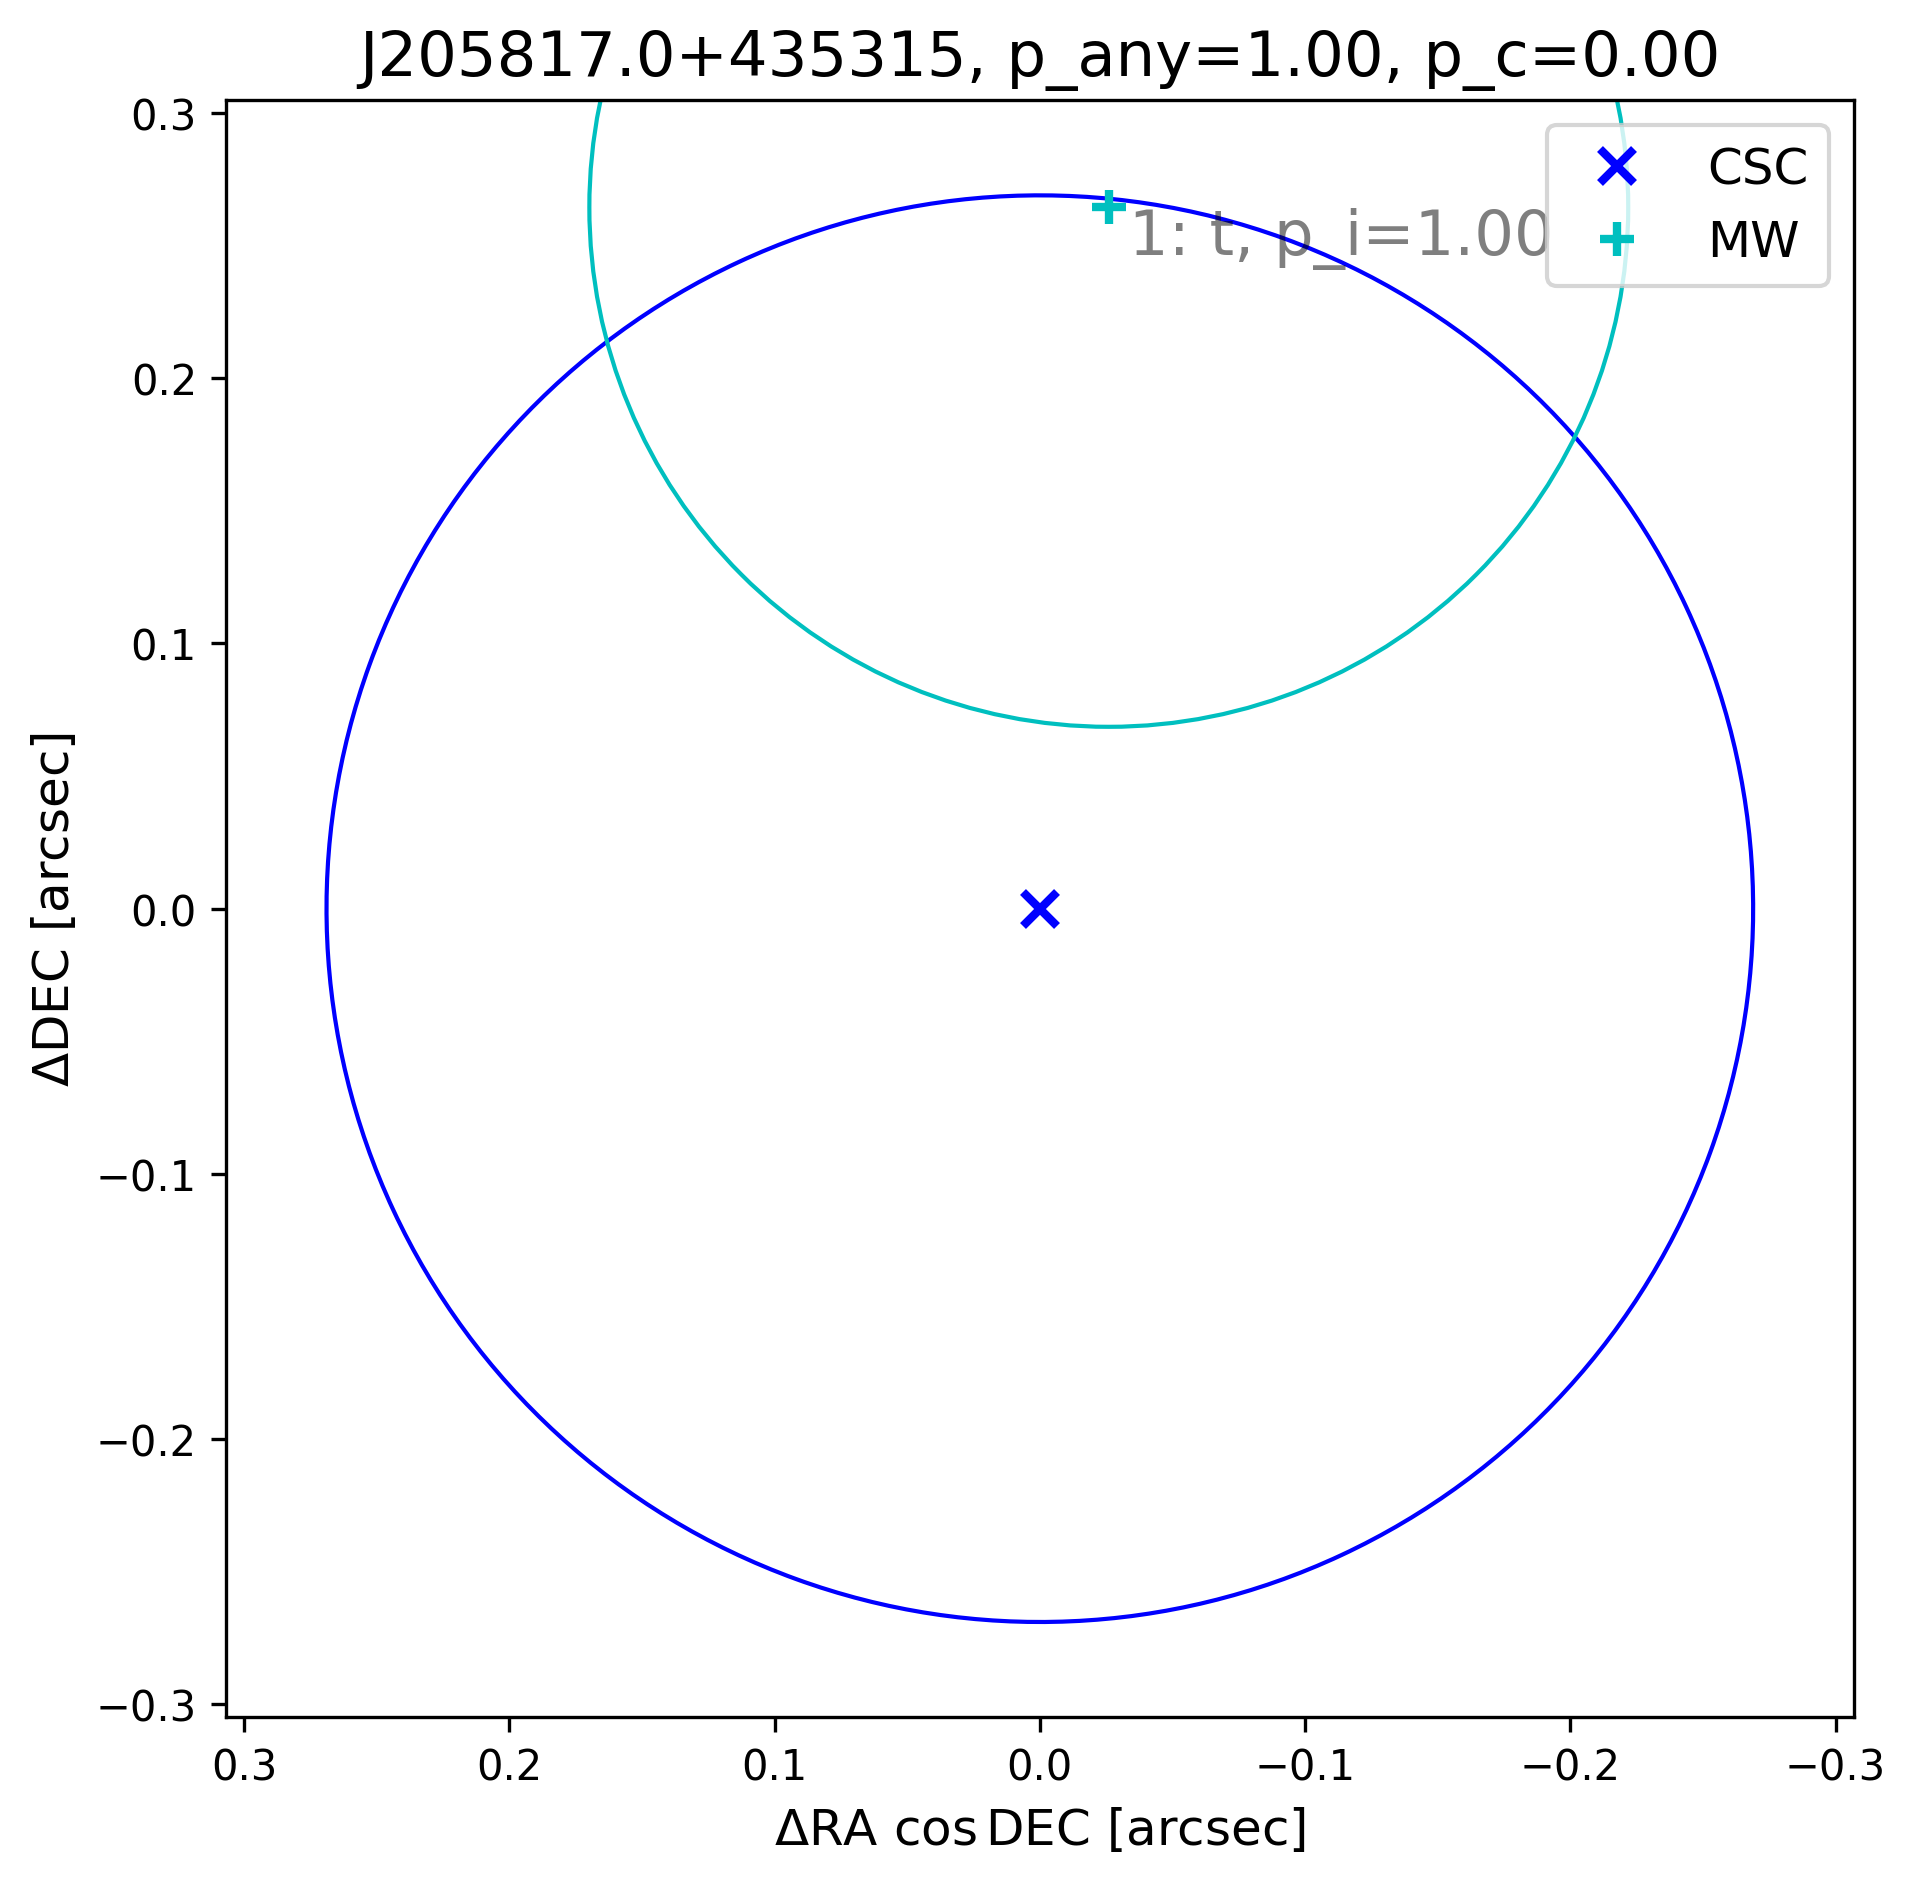 J205817.0+435315, p_any=1.00, p_c=0.00
CSC
MW
1: t, p_i=1.00
0.3
0.2
0.1
0.0
−0.1
−0.2
−0.3
ΔDEC [arcsec]
0.3
0.2
0.1
0.0
−0.1
−0.2
−0.3
ΔRA cos DEC [arcsec]